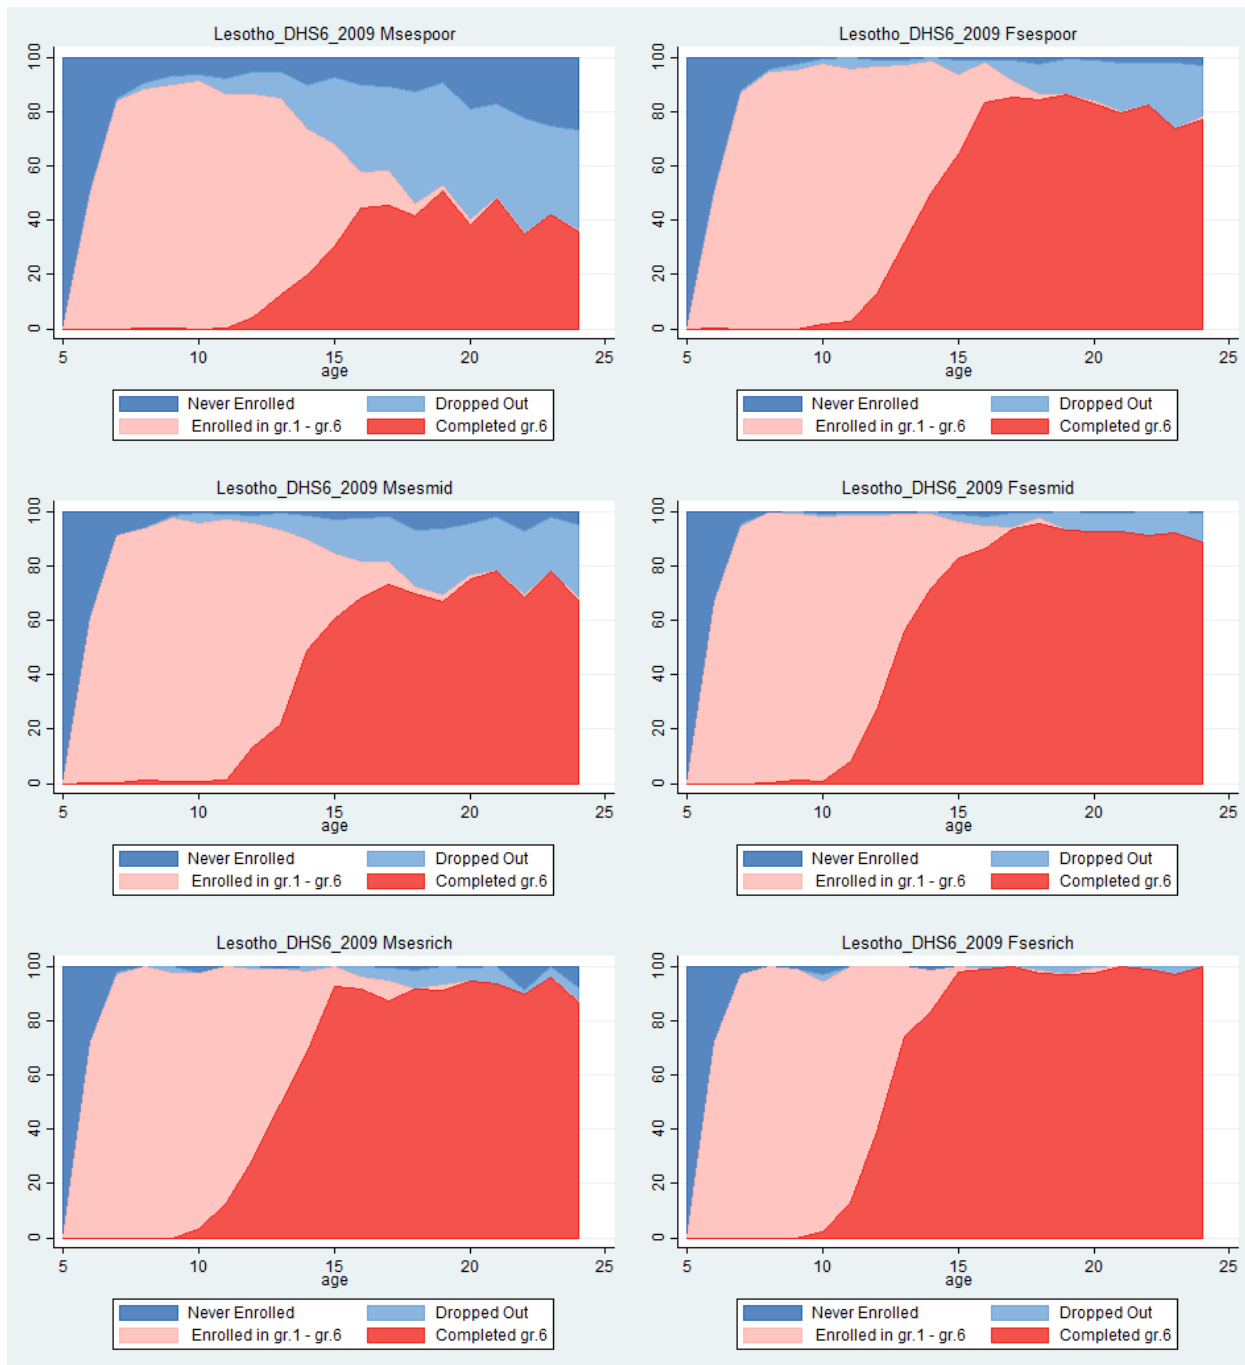 Lesotho_DHS6_2009 Msespoor
100
80
60
40
20
0
5 10 15 20 25
age
Never Enrolled Dropped Out
Enrolled in gr.1 - gr.6 Completed gr.6
Lesotho_DHS6_2009 Fsespoor
100
80
60
40
20
0
5 10 15 20 25
age
Never Enrolled Dropped Out
Enrolled in gr.1 - gr.6 Completed gr.6
Lesotho_DHS6_2009 Msesmid
100
80
60
40
20
0
5 10 15 20 25
age
Never Enrolled Dropped Out
Enrolled in gr.1 - gr.6 Completed gr.6
Lesotho_DHS6_2009 Fsesmid
100
80
60
40
20
0
5 10 15 20 25
age
Never Enrolled Dropped Out
Enrolled in gr.1 - gr.6 Completed gr.6
Lesotho_DHS6_2009 Msesrich
100
80
60
40
20
0
5 10 15 20 25
age
Never Enrolled Dropped Out
Enrolled in gr.1 - gr.6 Completed gr.6
Lesotho_DHS6_2009 Fsesrich
100
80
60
40
20
0
5 10 15 20 25
age
Never Enrolled Dropped Out
Enrolled in gr.1 - gr.6 Completed gr.6